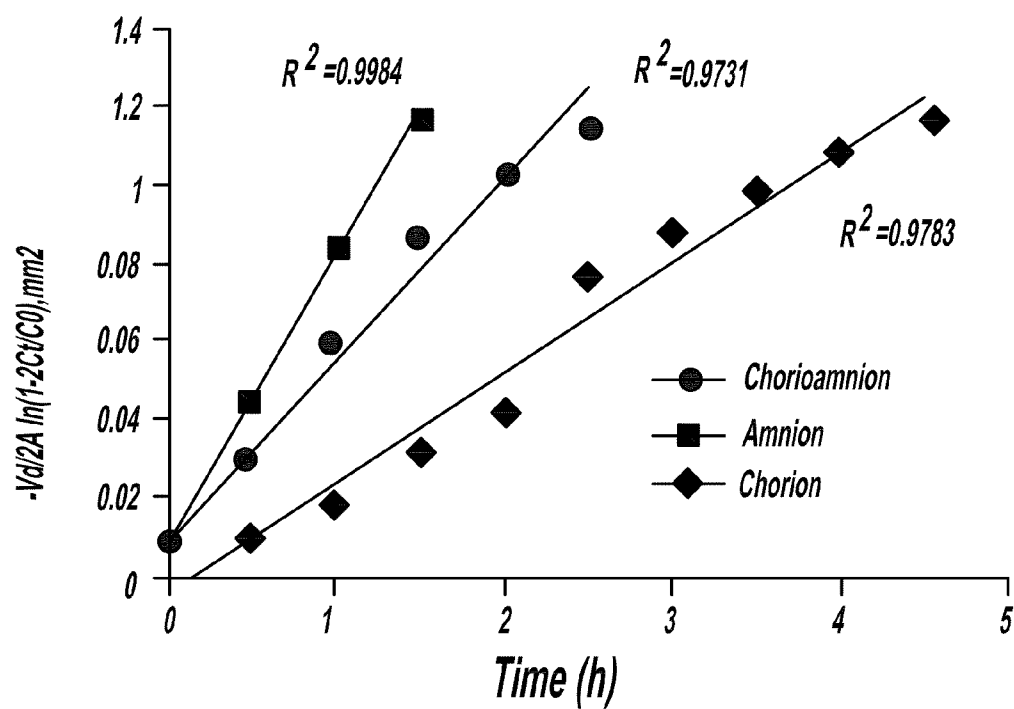 1.4
R2=0.9984
R2=0.9731
1.2
1
R2=0.9783
0.08
0.06
0.04
0.02
0
-Vd/2A ln(1-2Ct/C0),mm2
Chorioamnion
Amnion
Chorion
0 1 2 3 4 5
Time (h)